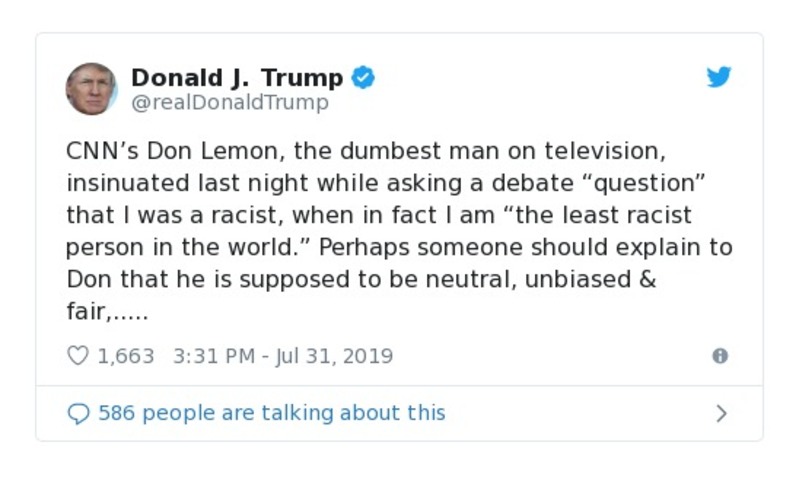 Donald J. Trump
@realDonaldTrump
CNN’s Don Lemon, the dumbest man on television,
insinuated last night while asking a debate “question”
that I was a racist, when in fact I am “the least racist
person in the world.” Perhaps someone should explain to
Don that he is supposed to be neutral, unbiased &
fair,.....
1,663 3:31 PM - Jul 31, 2019
586 people are talking about this